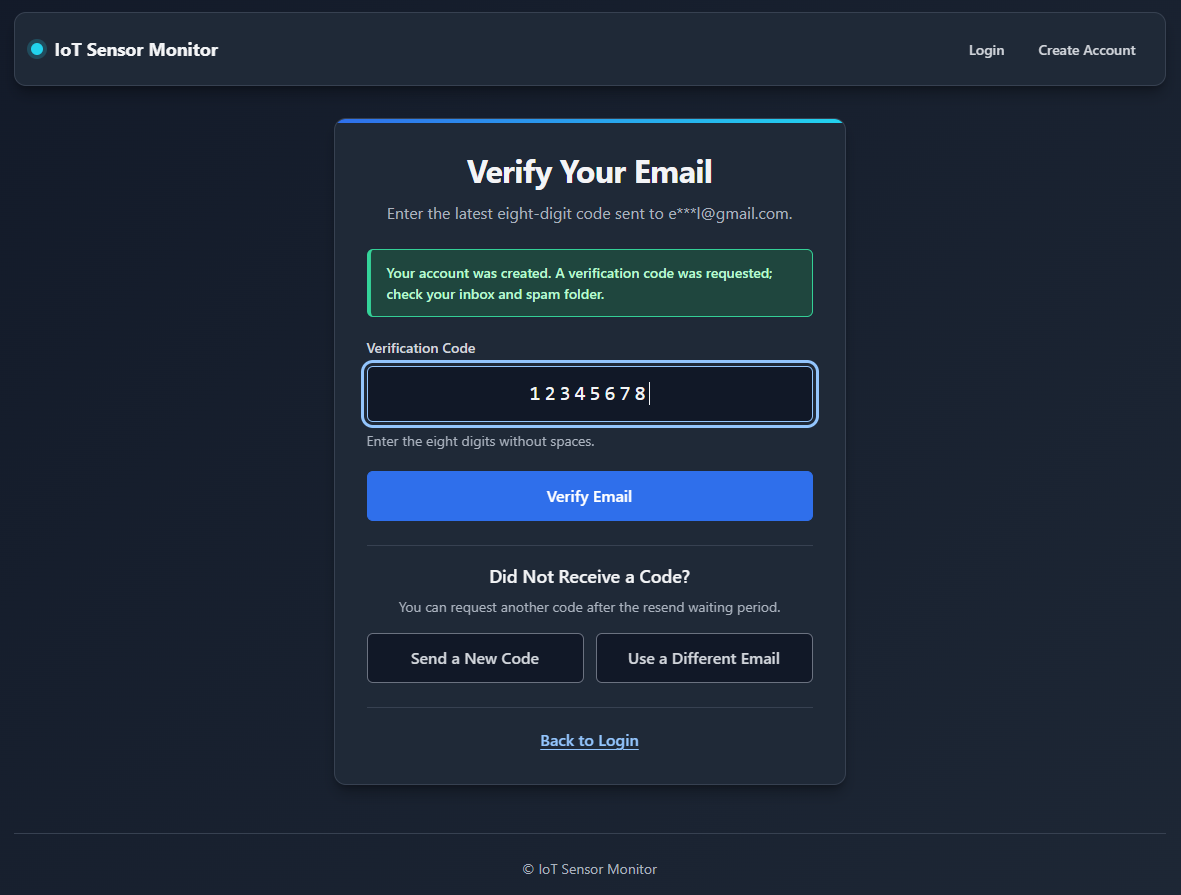 IoT Sensor Monitor
Login
Create Account
Verify Your Email
Enter the latest eight-digit code sent to e***l@gmail.com.
Your account was created. A verification code was requested;
check your inbox and spam folder.
Verification Code
12345678
Enter the eight digits without spaces.
Verify Email
Did Not Receive a Code?
You can request another code after the resend waiting period.
Send a New Code
Use a Different Email
Back to Login
© IoT Sensor Monitor